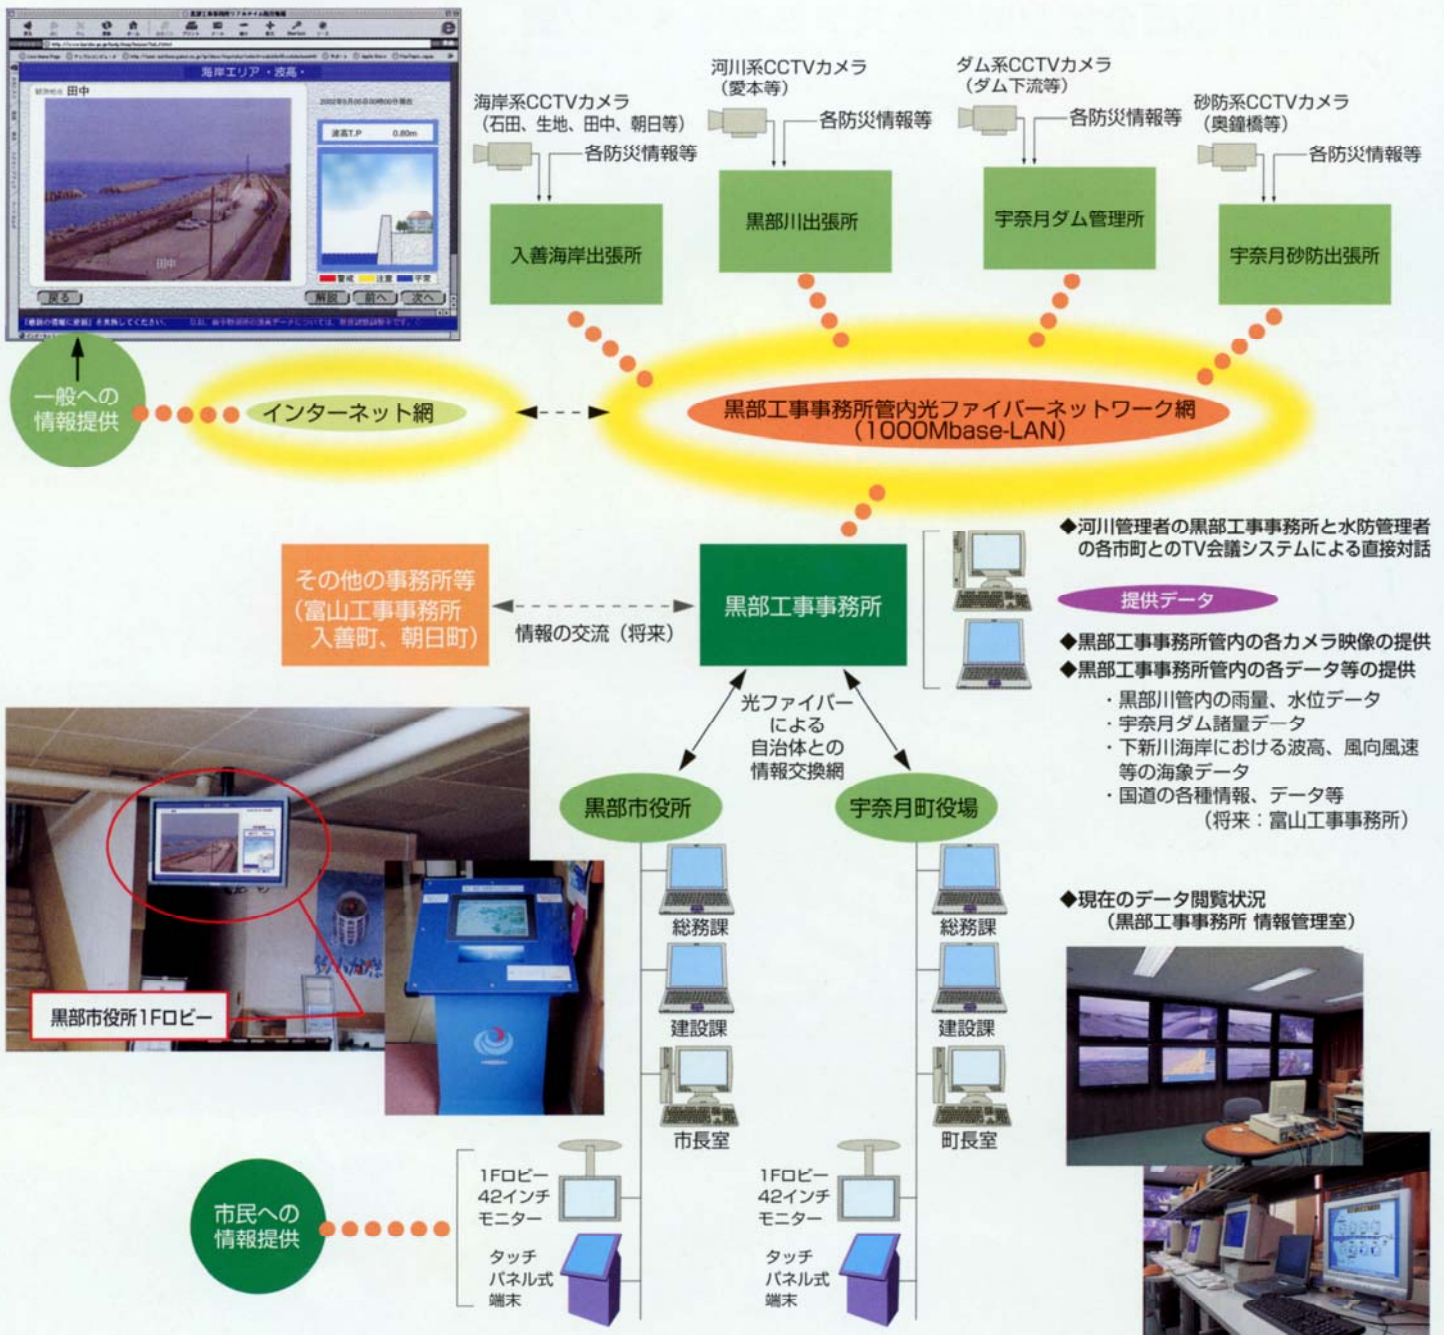 海岸エリア・波高・
田中
波高T.P 0.80m
田中
警戒 注意 平常
戻る
解説 前へ 次へ
海岸系CCTVカメラ
(石田、生地、田中、朝日等)
各防災情報等
入善海岸出張所
河川系CCTVカメラ
(愛本等)
各防災情報等
黒部川出張所
ダム系CCTVカメラ
(ダム下流等)
各防災情報等
宇奈月ダム管理所
砂防系CCTVカメラ
(奥鐘橋等)
各防災情報等
宇奈月砂防出張所
一般への
情報提供
インターネット網
黒部工事事務所管内光ファイバーネットワーク網
(1000Mbase-LAN)
その他の事務所等
(富山工事事務所
入善町、朝日町)
情報の交流(将来)
黒部工事事務所
◆河川管理者の黒部工事事務所と水防管理者
の各市町とのTV会議システムによる直接対話
提供データ
◆黒部工事事務所管内の各カメラ映像の提供
◆黒部工事事務所管内の各データ等の提供
・黒部川管内の雨量、水位データ
・宇奈月ダム諸量データ
・下新川海岸における波高、風向風速
等の海象データ
・国道の各種情報、データ等
(将来：富山工事事務所)
光ファイバー
による
自治体との
情報交換網
黒部市役所
総務課
建設課
市長室
1Fロビー
42インチ
モニター
タッチ
パネル式
端末
宇奈月町役場
総務課
建設課
町長室
1Fロビー
42インチ
モニター
タッチ
パネル式
端末
黒部市役所1Fロビー
市民への
情報提供
◆現在のデータ閲覧状況
(黒部工事事務所 情報管理室)